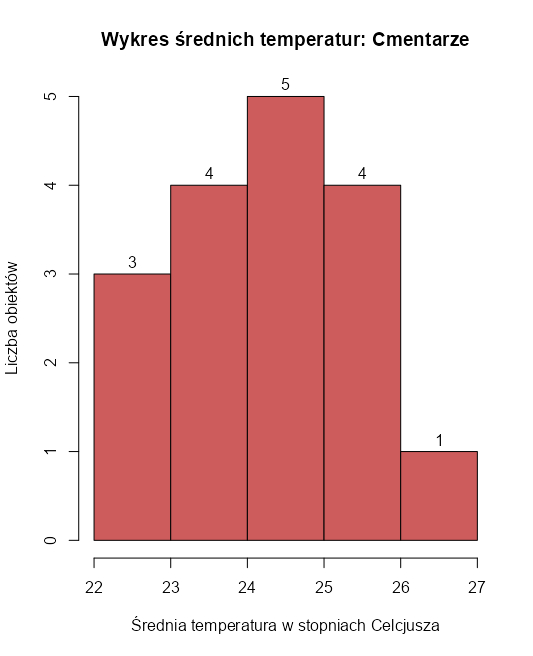 Wykres średnich temperatur: Cmentarze
5
4
4
3
1
Liczba obiektów
5
4
3
2
1
0
22 23 24 25 26 27
Średnia temperatura w stopniach Celcjusza